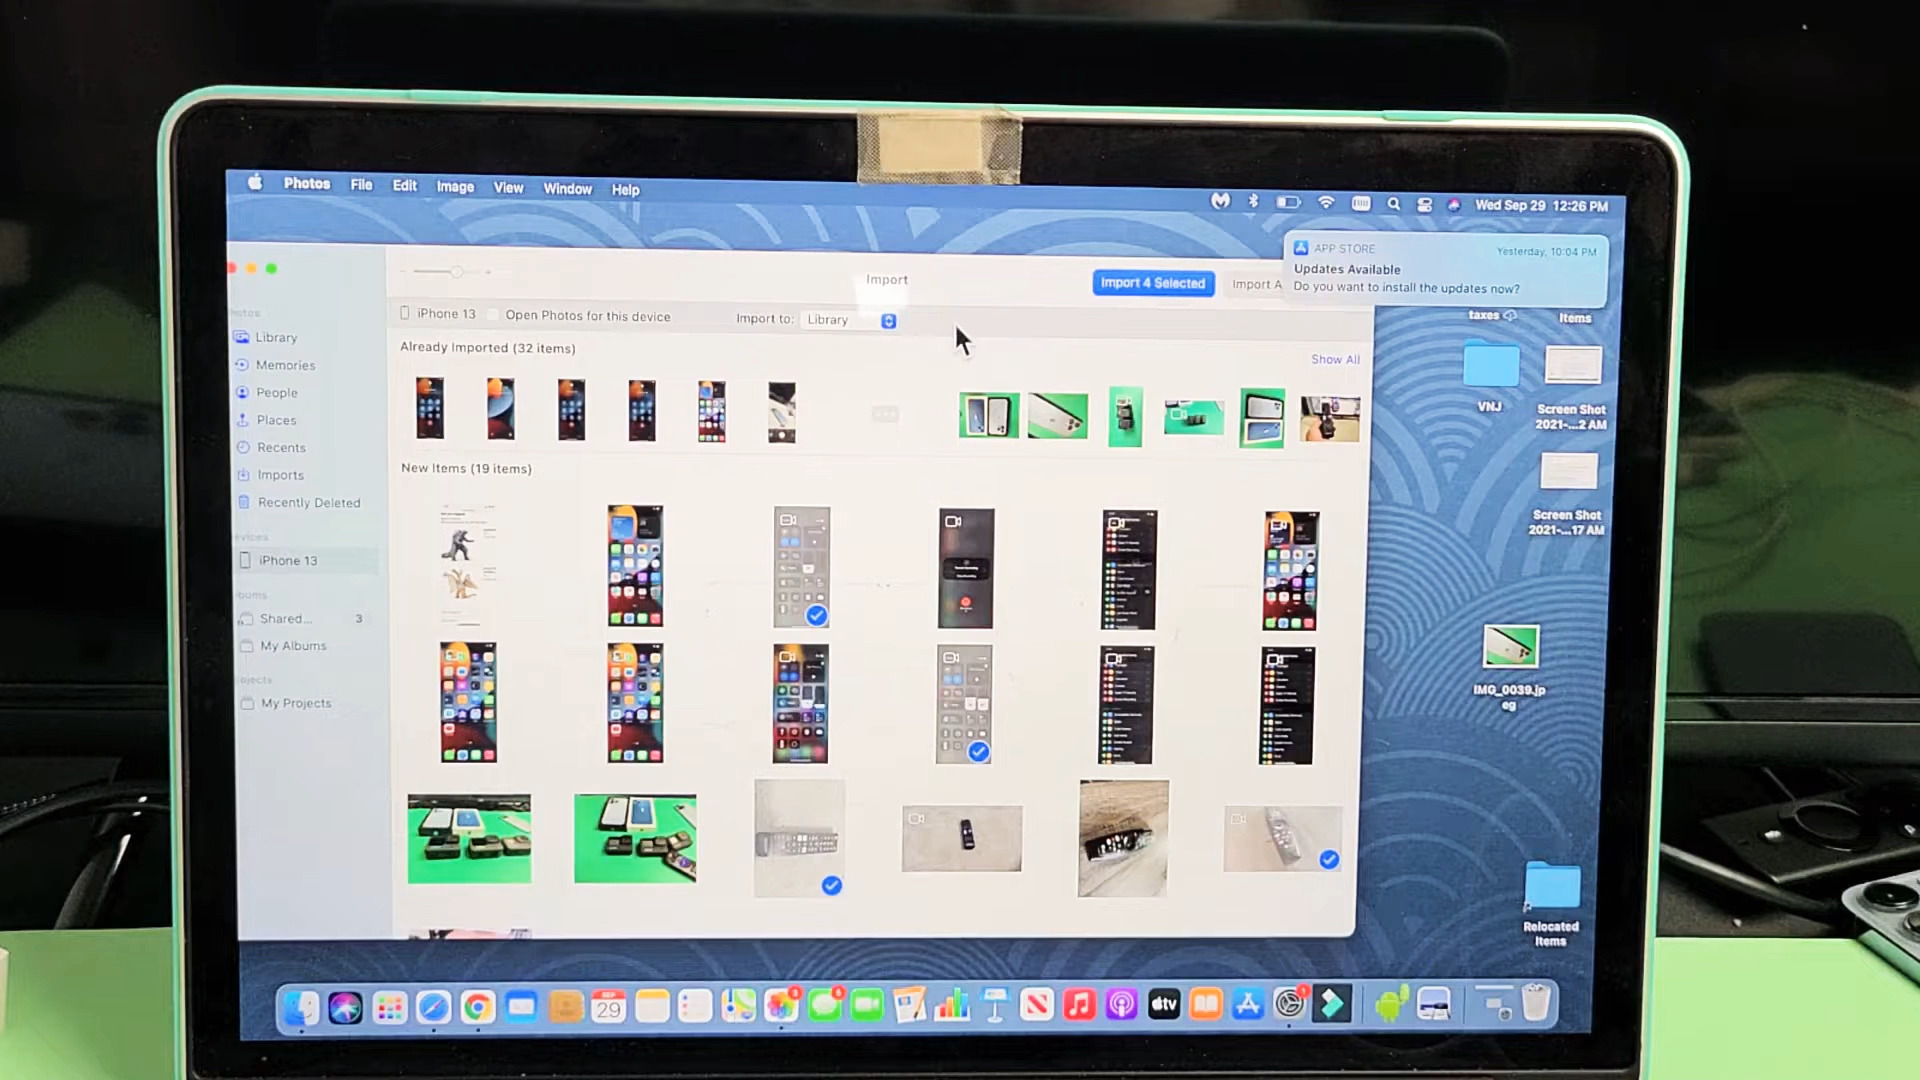 Photos File Edit Image View Window Help
Wed Sep 29 12:26 PM
APP STORE
Yesterday, 10:04 PM
Updates Available
Do you want to install the updates now?
Import
Import 4 Selected
Import A
iPhone 13
Open Photos for this device
Import to: Library
Already Imported (32 items)
Show All
New Items (19 items)
Library
Memories
People
Places
Recents
Imports
Recently Deleted
iPhone 13
Shared... 3
My Albums
My Projects
taxes
Items
VNJ
Screen Shot
2021-...2 AM
Screen Shot
2021-...17 AM
IMG_0039.jp
eg
Relocated
Items
SEP
29
tv